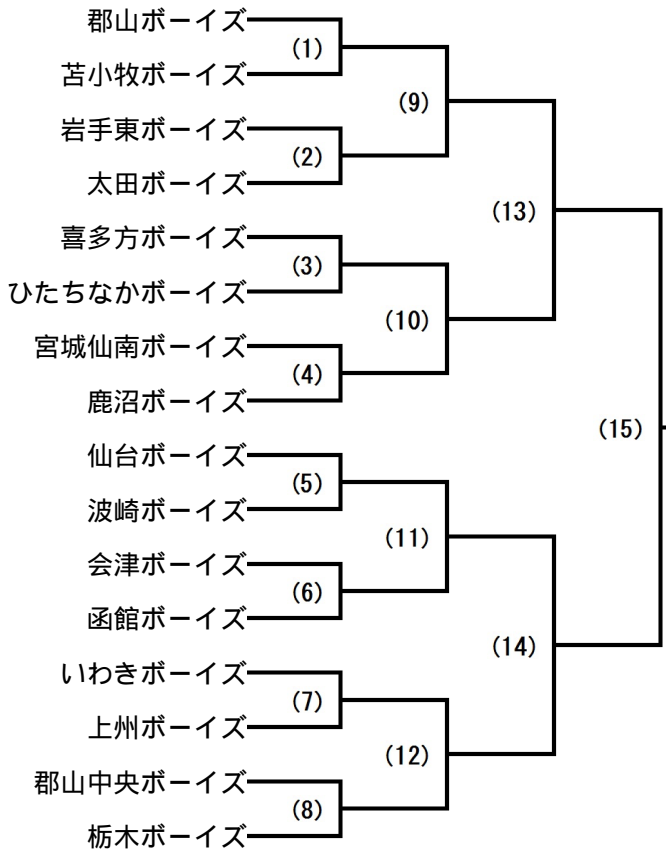 郡山ボーイズ
(1)
苫小牧ボーイズ
(9)
岩手東ボーイズ
(2)
太田ボーイズ
(13)
喜多方ボーイズ
(3)
ひたちなかボーイズ
(10)
宮城仙南ボーイズ
(4)
鹿沼ボーイズ
(15)
仙台ボーイズ
(5)
波崎ボーイズ
(11)
会津ボーイズ
(6)
函館ボーイズ
(14)
いわきボーイズ
(7)
上州ボーイズ
(12)
郡山中央ボーイズ
(8)
栃木ボーイズ